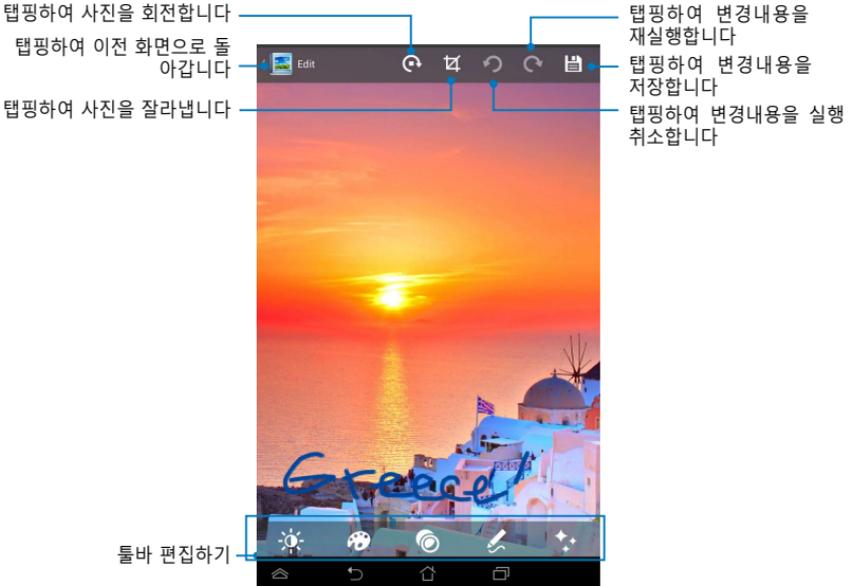 탭핑하여 사진을 회전합니다
탭핑하여 이전 화면으로 돌
아갑니다
탭핑하여 사진을 잘라냅니다
툴바 편집하기
Edit
탭핑하여 변경내용을
재실행합니다
탭핑하여 변경내용을
저장합니다
탭핑하여 변경내용을 실행
취소합니다
Greece!